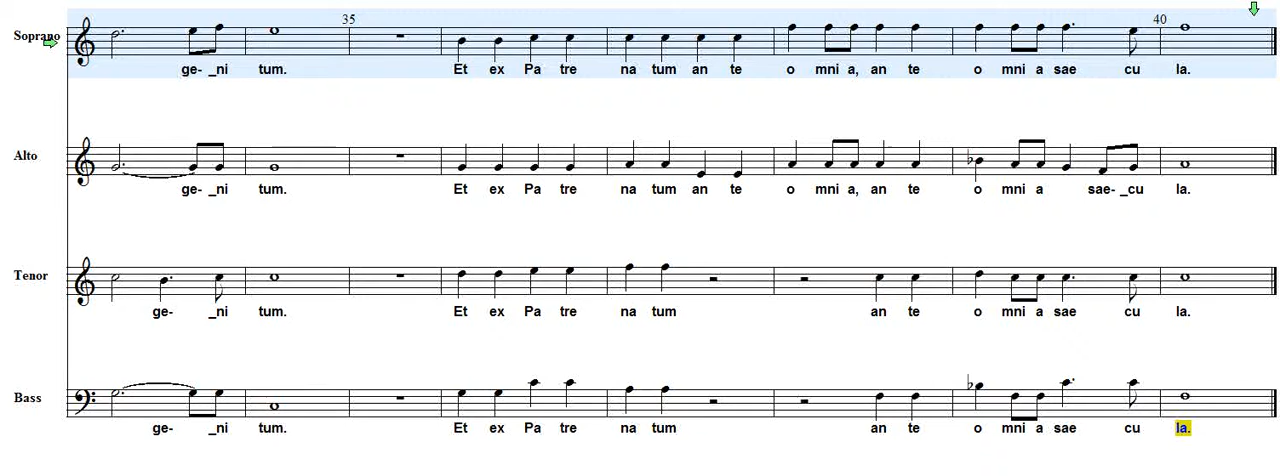 35 40
Soprano
ge- _ni tum. Et ex Pa tre na tum an te o mni a, an te o mni a sae cu la.
Alto
ge- _ni tum. Et ex Pa tre na tum an te o mni a, an te o mni a sae- _cu la.
Tenor
ge- _ni tum. Et ex Pa tre na tum an te o mni a sae cu la.
Bass
ge- _ni tum. Et ex Pa tre na tum an te o mni a sae cu la.